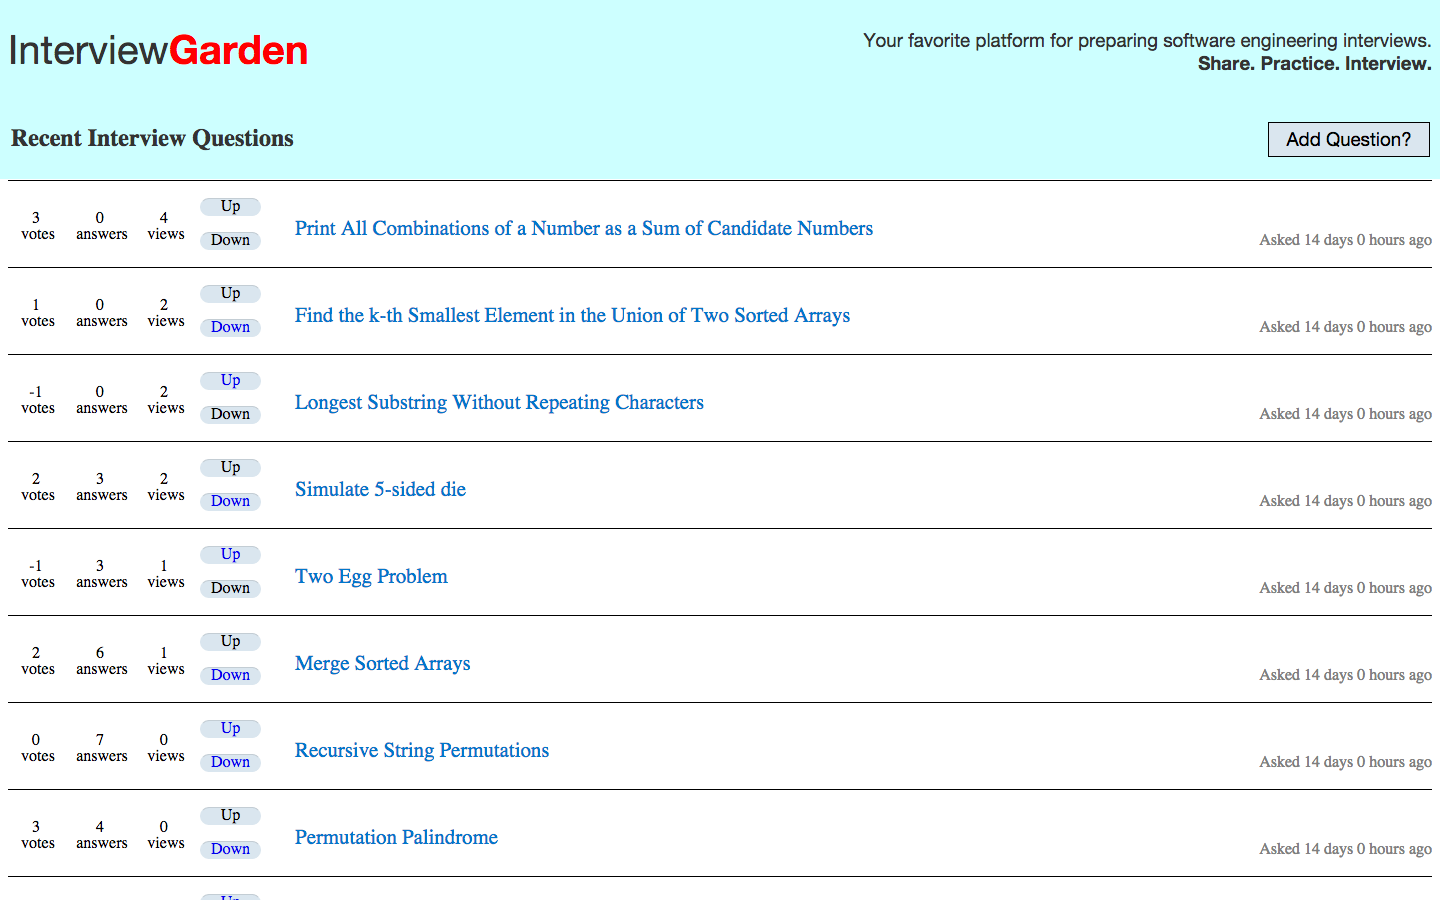 InterviewGarden
Your favorite platform for preparing software engineering interviews.
Share. Practice. Interview.
Recent Interview Questions
Add Question?
3 votes
0 answers
4 views
Up
Down
Print All Combinations of a Number as a Sum of Candidate Numbers
Asked 14 days 0 hours ago
1 votes
0 answers
2 views
Up
Down
Find the k-th Smallest Element in the Union of Two Sorted Arrays
Asked 14 days 0 hours ago
-1 votes
0 answers
2 views
Up
Down
Longest Substring Without Repeating Characters
Asked 14 days 0 hours ago
2 votes
3 answers
2 views
Up
Down
Simulate 5-sided die
Asked 14 days 0 hours ago
-1 votes
3 answers
1 views
Up
Down
Two Egg Problem
Asked 14 days 0 hours ago
2 votes
6 answers
1 views
Up
Down
Merge Sorted Arrays
Asked 14 days 0 hours ago
0 votes
7 answers
0 views
Up
Down
Recursive String Permutations
Asked 14 days 0 hours ago
3 votes
4 answers
0 views
Up
Down
Permutation Palindrome
Asked 14 days 0 hours ago